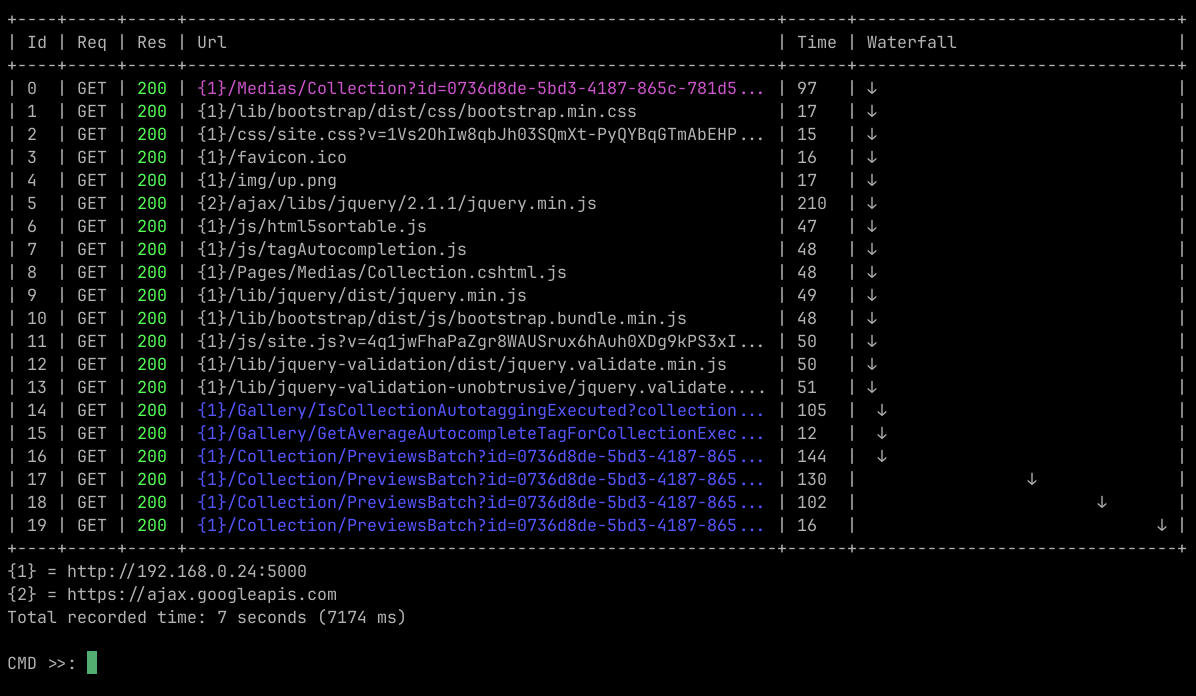 | Id | Req | Res | Url | Time | Waterfall |
| 0 | GET | 200 | {1}/Medias/Collection?id=0736d8de-5bd3-4187-865c-781d5... | 97 | ↓ |
| 1 | GET | 200 | {1}/lib/bootstrap/dist/css/bootstrap.min.css | 17 | ↓ |
| 2 | GET | 200 | {1}/css/site.css?v=1Vs2OhIw8qbJh03SQmXt-PyQYBqGTmAbEHP... | 15 | ↓ |
| 3 | GET | 200 | {1}/favicon.ico | 16 | ↓ |
| 4 | GET | 200 | {1}/img/up.png | 17 | ↓ |
| 5 | GET | 200 | {2}/ajax/libs/jquery/2.1.1/jquery.min.js | 210 | ↓ |
| 6 | GET | 200 | {1}/js/html5sortable.js | 47 | ↓ |
| 7 | GET | 200 | {1}/js/tagAutocompletion.js | 48 | ↓ |
| 8 | GET | 200 | {1}/Pages/Medias/Collection.cshtml.js | 48 | ↓ |
| 9 | GET | 200 | {1}/lib/jquery/dist/jquery.min.js | 49 | ↓ |
| 10 | GET | 200 | {1}/lib/bootstrap/dist/js/bootstrap.bundle.min.js | 48 | ↓ |
| 11 | GET | 200 | {1}/js/site.js?v=4q1jwFhaPaZgr8WAUSrux6hAuh0XDg9kPS3xI... | 50 | ↓ |
| 12 | GET | 200 | {1}/lib/jquery-validation/dist/jquery.validate.min.js | 50 | ↓ |
| 13 | GET | 200 | {1}/lib/jquery-validation-unobtrusive/jquery.validate.... | 51 | ↓ |
| 14 | GET | 200 | {1}/Gallery/IsCollectionAutotaggingExecuted?collection... | 105 | ↓ |
| 15 | GET | 200 | {1}/Gallery/GetAverageAutocompleteTagForCollectionExec... | 12 | ↓ |
| 16 | GET | 200 | {1}/Collection/PreviewsBatch?id=0736d8de-5bd3-4187-865... | 144 | ↓ |
| 17 | GET | 200 | {1}/Collection/PreviewsBatch?id=0736d8de-5bd3-4187-865... | 130 | ↓ |
| 18 | GET | 200 | {1}/Collection/PreviewsBatch?id=0736d8de-5bd3-4187-865... | 102 | ↓ |
| 19 | GET | 200 | {1}/Collection/PreviewsBatch?id=0736d8de-5bd3-4187-865... | 16 | ↓ |
{1} = http://192.168.0.24:5000
{2} = https://ajax.googleapis.com
Total recorded time: 7 seconds (7174 ms)
CMD >>: